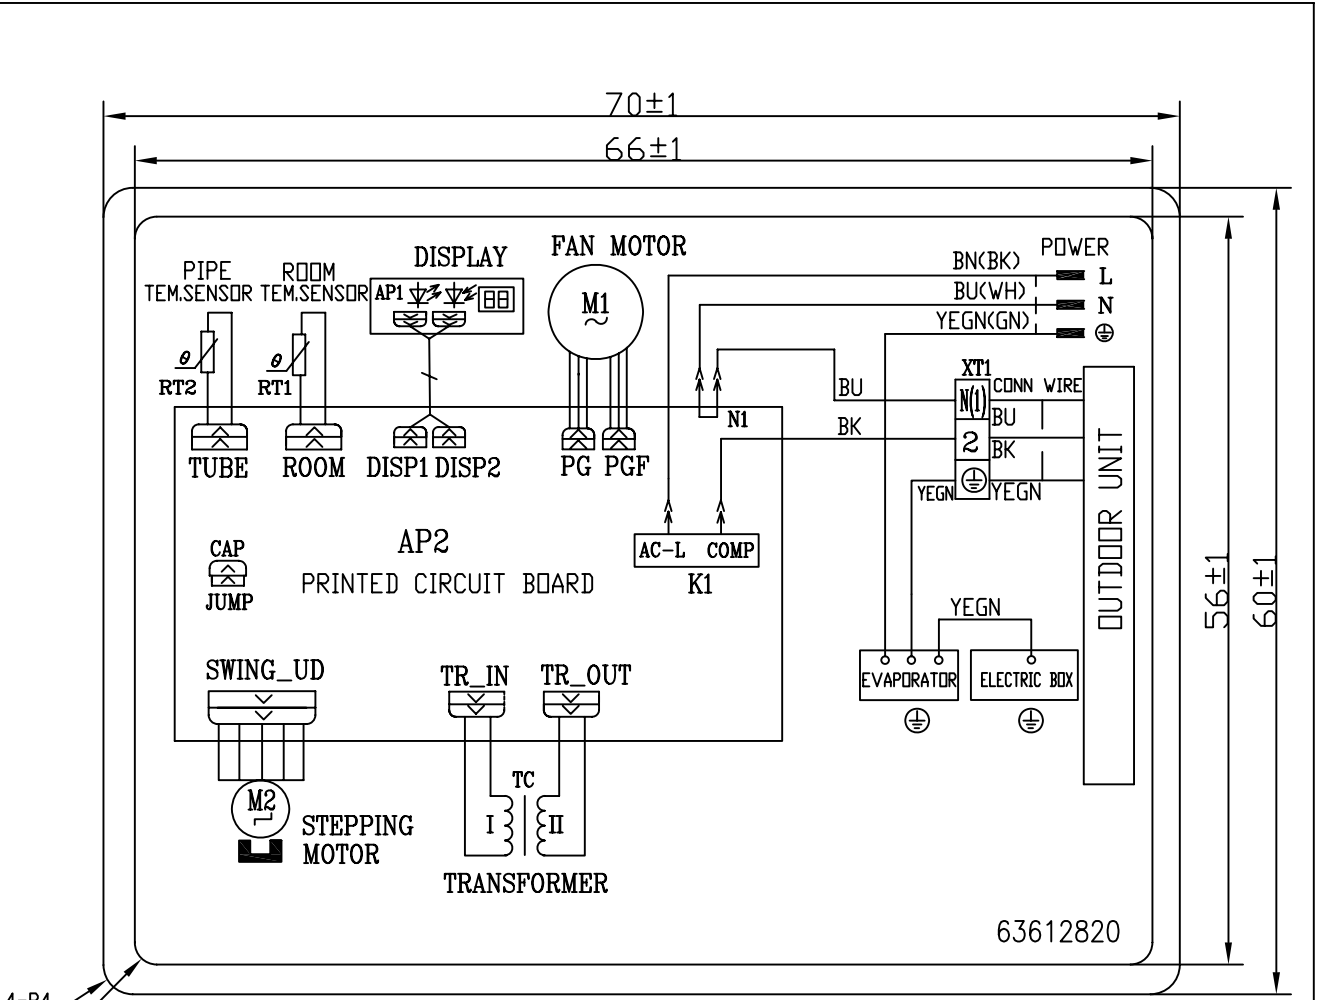 70±1
66±1
PIPE
TEM.SENSOR
ROOM
TEM.SENSOR
DISPLAY
AP1
FAN MOTOR
M1
POWER
BN(BK)
L
BU(WH)
N
YEGN(GN)
θ
RT2
θ
RT1
XT1
CONN WIRE
BU
N(1)
BU
N1
BK
2
BK
YEGN
YEGN
TUBE
ROOM
DISP1
DISP2
PG
PGF
OUTDOOR UNIT
AP2
PRINTED CIRCUIT BOARD
AC-L
COMP
K1
CAP
JUMP
56±1
60±1
YEGN
EVAPORATOR
ELECTRIC BOX
SWING_UD
TR_IN
TR_OUT
M2
STEPPING
MOTOR
TC
I
II
TRANSFORMER
63612820